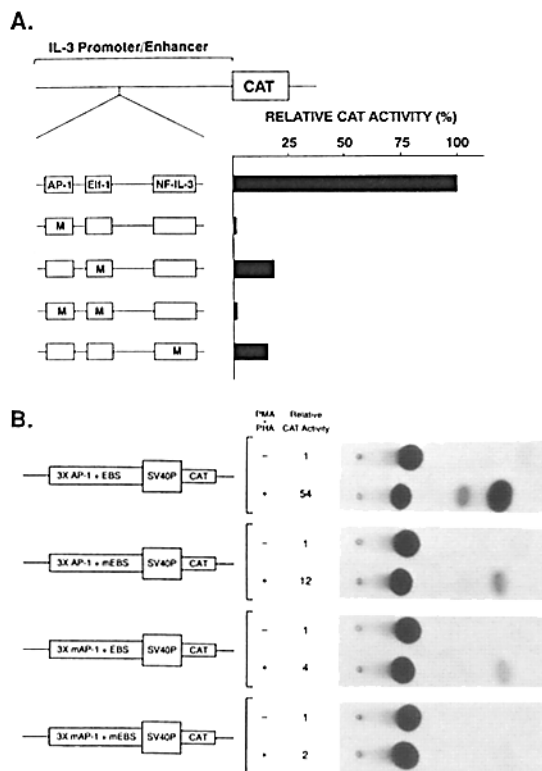 A.
IL-3 Promoter/Enhancer
CAT
RELATIVE CAT ACTIVITY (%)
25 50 75 100
AP-1 Elf-1 NF-IL-3
M
M
M M
M
B.
PMA + PHA
Relative CAT Activity
3X AP-1 + EBS SV40P CAT
- 1
+ 54
3X AP-1 + mEBS SV40P CAT
- 1
+ 12
3X mAP-1 + EBS SV40P CAT
- 1
+ 4
3X mAP-1 + mEBS SV40P CAT
- 1
+ 2